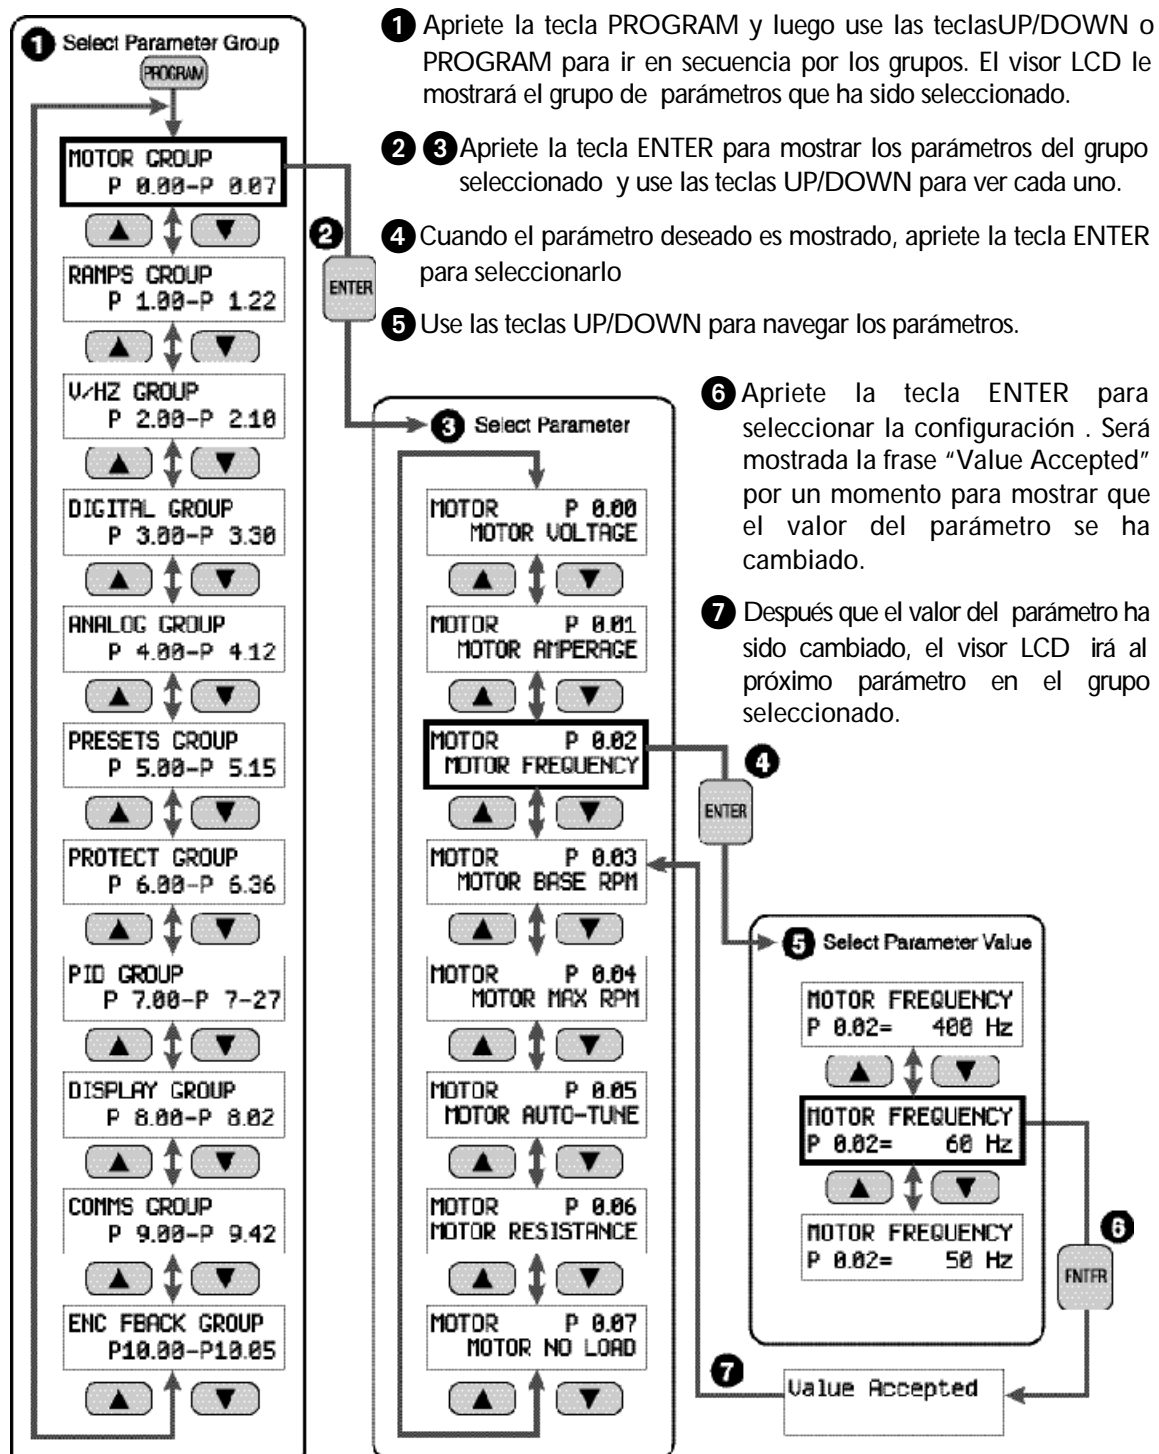 1 Apriete la tecla PROGRAM y luego use las teclasUP/DOWN o
PROGRAM para ir en secuencia por los grupos. El visor LCD le
mostrará el grupo de parámetros que ha sido seleccionado.
2 3 Apriete la tecla ENTER para mostrar los parámetros del grupo
seleccionado y use las teclas UP/DOWN para ver cada uno.
4 Cuando el parámetro deseado es mostrado, apriete la tecla ENTER
para seleccionarlo
5 Use las teclas UP/DOWN para navegar los parámetros.
6 Apriete la tecla ENTER para
seleccionar la configuración . Será
mostrada la frase “Value Accepted”
por un momento para mostrar que
el valor del parámetro se ha
cambiado.
7 Después que el valor del parámetro ha
sido cambiado, el visor LCD irá al
próximo parámetro en el grupo
seleccionado.
1 Select Parameter Group
PROGRAM
MOTOR GROUP
P 0.00-P 0.07
RAMPS GROUP
P 1.00-P 1.22
V/HZ GROUP
P 2.00-P 2.10
DIGITAL GROUP
P 3.00-P 3.30
ANALOG GROUP
P 4.00-P 4.12
PRESETS GROUP
P 5.00-P 5.15
PROTECT GROUP
P 6.00-P 6.36
PID GROUP
P 7.00-P 7-27
DISPLAY GROUP
P 8.00-P 8.02
COMMS GROUP
P 9.00-P 9.42
ENC FBACK GROUP
P10.00-P10.05
2
ENTER
3 Select Parameter
MOTOR P 0.00
MOTOR VOLTAGE
MOTOR P 0.01
MOTOR AMPERAGE
MOTOR P 0.02
MOTOR FREQUENCY
MOTOR P 0.03
MOTOR BASE RPM
MOTOR P 0.04
MOTOR MAX RPM
MOTOR P 0.05
MOTOR AUTO-TUNE
MOTOR P 0.06
MOTOR RESISTANCE
MOTOR P 0.07
MOTOR NO LOAD
4
ENTER
5 Select Parameter Value
MOTOR FREQUENCY
P 0.02= 400 Hz
MOTOR FREQUENCY
P 0.02= 60 Hz
MOTOR FREQUENCY
P 0.02= 50 Hz
6
ENTER
7
Value Accepted